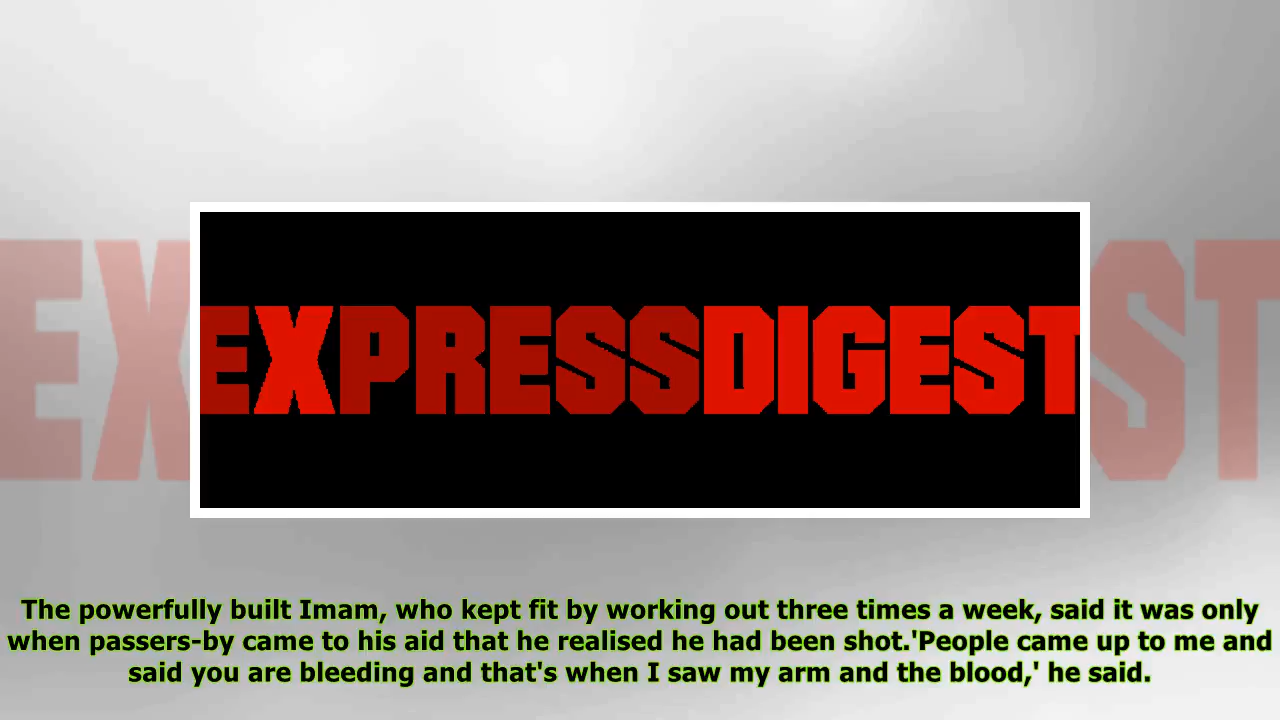 EXPRESSDIGEST
The powerfully built Imam, who kept fit by working out three times a week, said it was only
when passers-by came to his aid that he realised he had been shot.'People came up to me and
said you are bleeding and that's when I saw my arm and the blood,' he said.